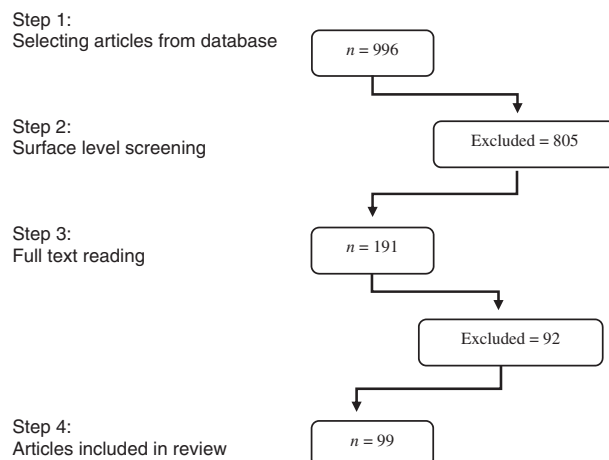 Step 1:
Selecting articles from database
n = 996
Step 2:
Surface level screening
Excluded = 805
Step 3:
Full text reading
n = 191
Excluded = 92
Step 4:
Articles included in review
n = 99